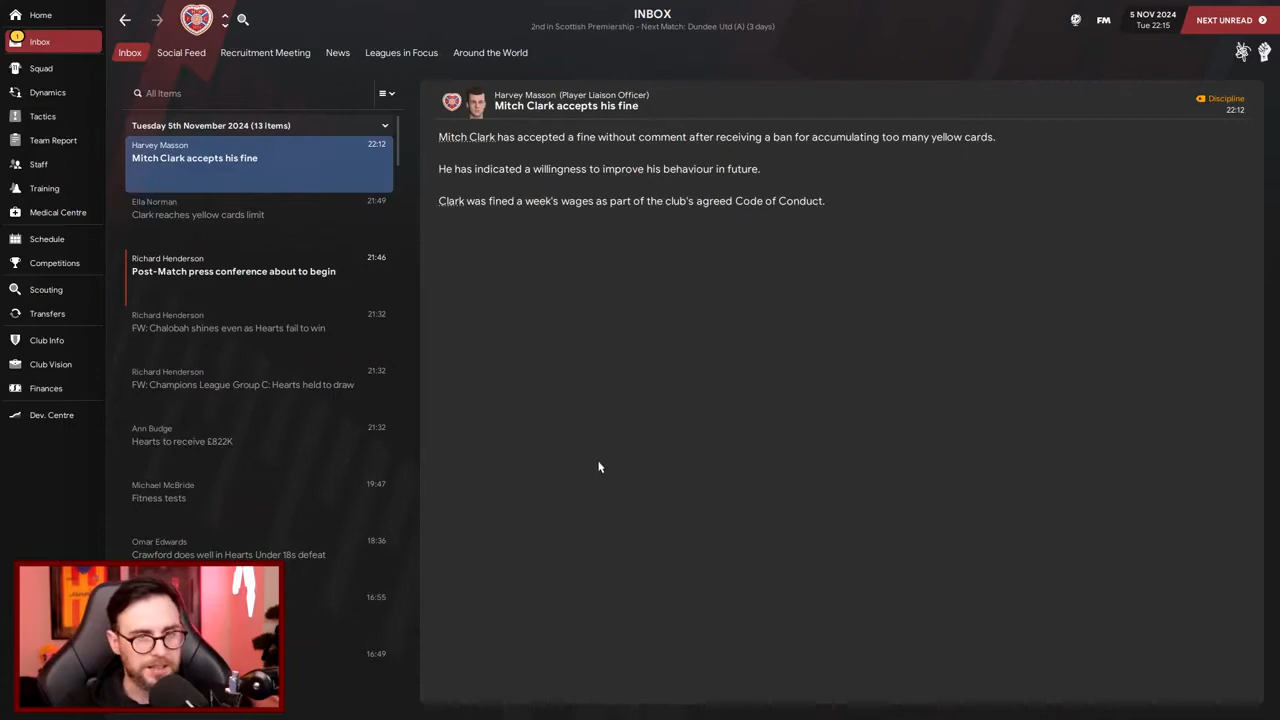 Home
Inbox
Squad
Dynamics
Tactics
Team Report
Staff
Training
Medical Centre
Schedule
Competitions
Scouting
Transfers
Club Info
Club Vision
Finances
Dev. Centre
INBOX
2nd in Scottish Premiership - Next Match: Dundee Utd (A) (3 days)
FM
5 NOV 2024
Tue 22:15
NEXT UNREAD
Inbox
Social Feed
Recruitment Meeting
News
Leagues in Focus
Around the World
All Items
Tuesday 5th November 2024 (13 items)
Harvey Masson 22:12
Mitch Clark accepts his fine
Ella Norman 21:49
Clark reaches yellow cards limit
Richard Henderson 21:46
Post-Match press conference about to begin
Richard Henderson 21:32
FW: Chalobah shines even as Hearts fail to win
Richard Henderson 21:32
FW: Champions League Group C: Hearts held to draw
Ann Budge 21:32
Hearts to receive £822K
Michael McBride 19:47
Fitness tests
Omar Edwards 18:36
Crawford does well in Hearts Under 18s defeat
16:55
16:49
Harvey Masson (Player Liaison Officer)
Mitch Clark accepts his fine
Discipline
22:12
Mitch Clark has accepted a fine without comment after receiving a ban for accumulating too many yellow cards.
He has indicated a willingness to improve his behaviour in future.
Clark was fined a week's wages as part of the club's agreed Code of Conduct.